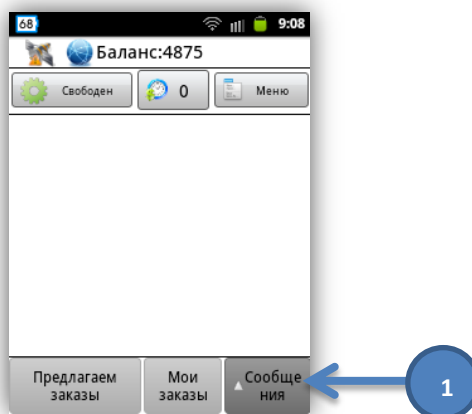 68 9:08
Баланс:4875
Свободен 0 Меню
Предлагаем заказы Мои заказы Сообще
ния
1